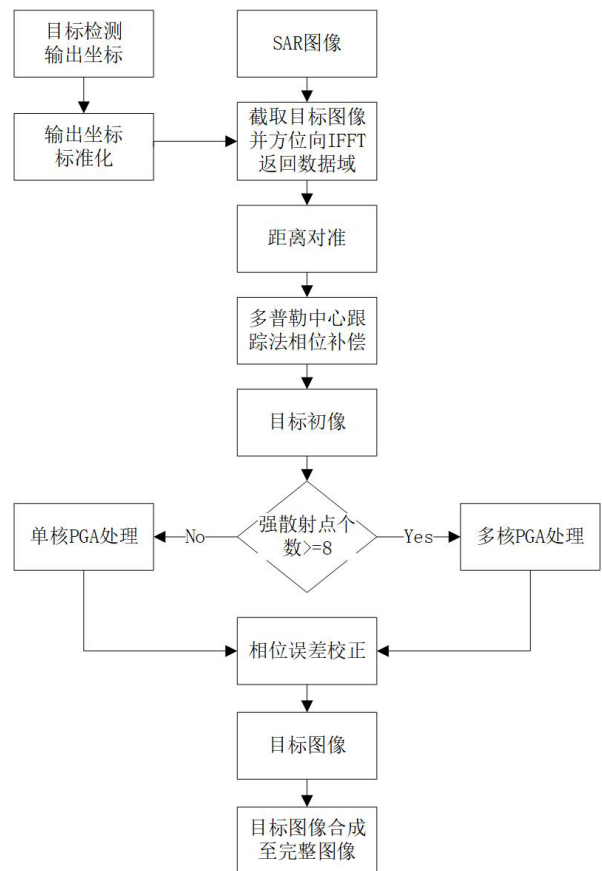 目标检测
输出坐标
SAR图像
输出坐标
标准化
截取目标图像
并方位向IFFT
返回数据域
距离对准
多普勒中心跟
踪法相位补偿
目标初像
强散射点个
数>=8
No
Yes
单核PGA处理
多核PGA处理
相位误差校正
目标图像
目标图像合成
至完整图像